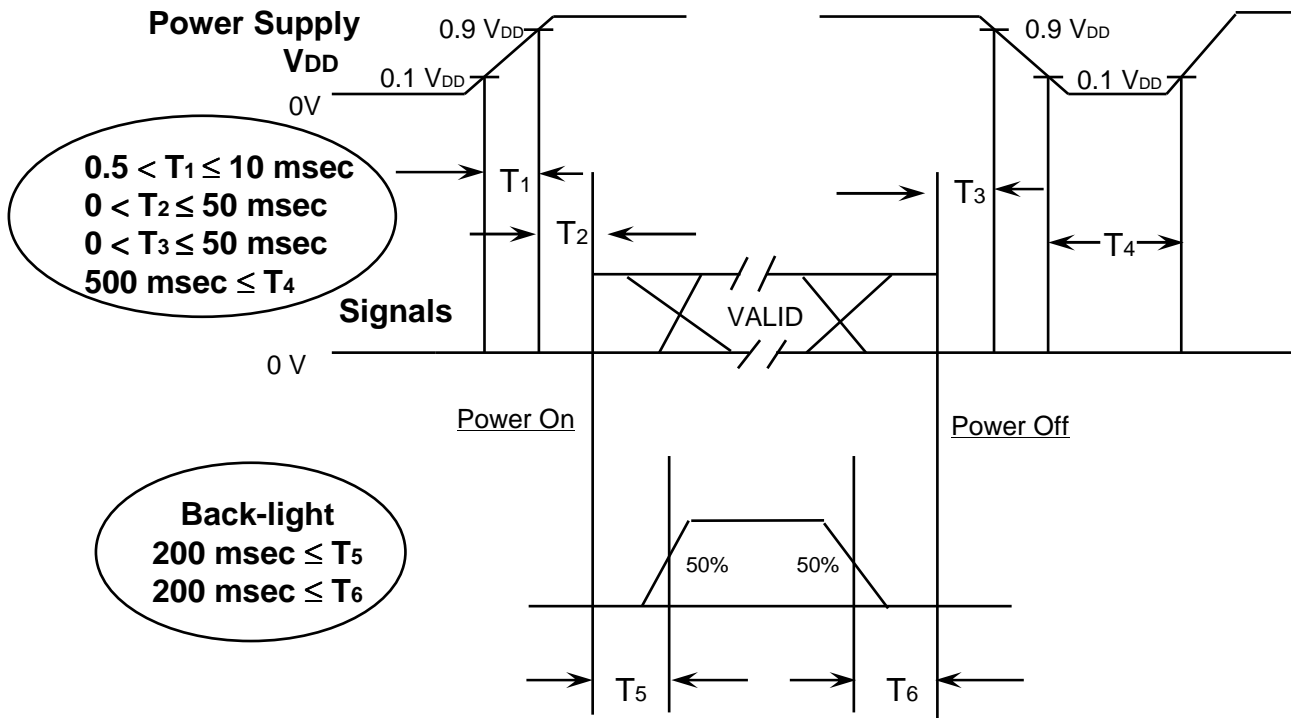 Power Supply
VDD
0.9 VDD
0.9 VDD
0.1 VDD
0.1 VDD
0V
0.5 < T1 ≤ 10 msec
0 < T2 ≤ 50 msec
0 < T3 ≤ 50 msec
500 msec ≤ T4
T1
T2
T3
T4
Signals
VALID
0 V
Power On
Power Off
Back-light
200 msec ≤ T5
200 msec ≤ T6
50%
50%
T5
T6